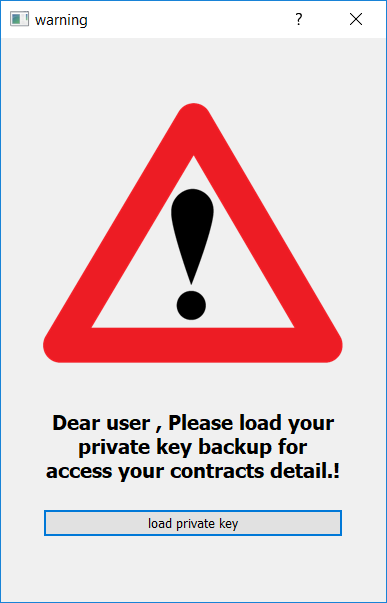 warning
?
Dear user , Please load your
private key backup for
access your contracts detail.!
load private key